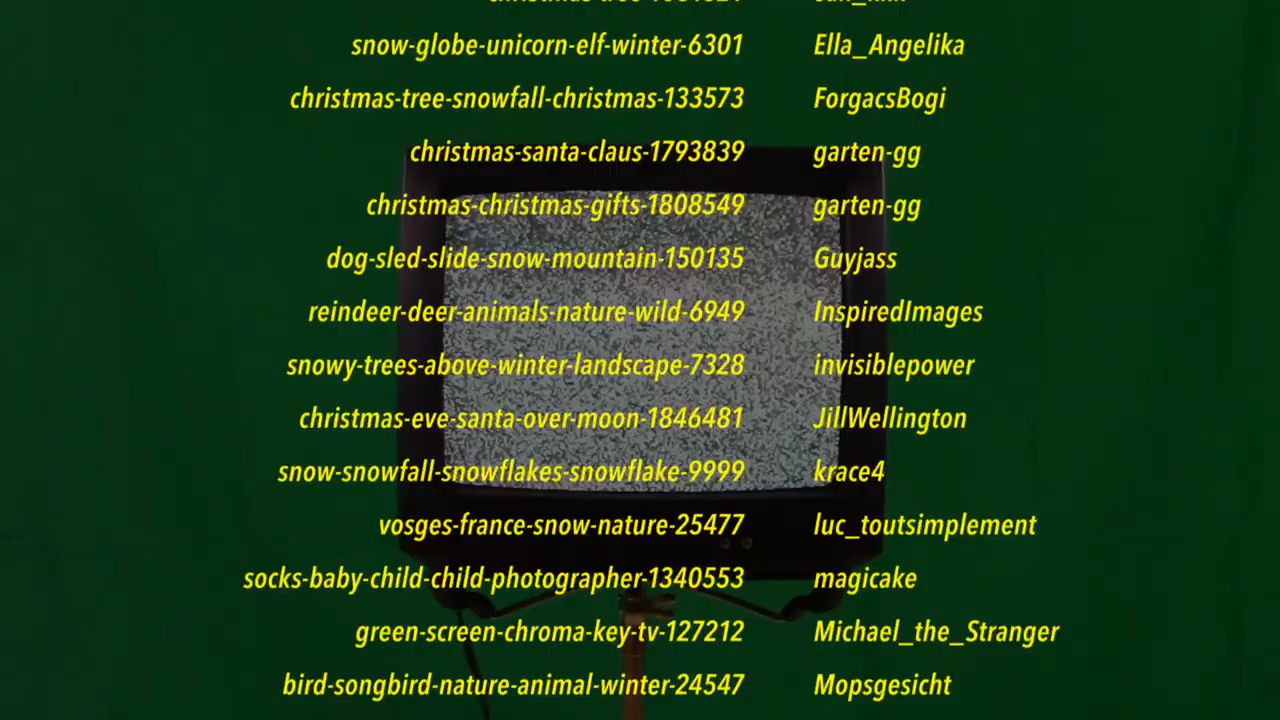 snow-globe-unicorn-elf-winter-6301 Ella_Angelika
christmas-tree-snowfall-christmas-133573 ForgacsBogi
christmas-santa-claus-1793839 garten-gg
christmas-christmas-gifts-1808549 garten-gg
dog-sled-slide-snow-mountain-150135 Guyjass
reindeer-deer-animals-nature-wild-6949 InspiredImages
snowy-trees-above-winter-landscape-7328 invisiblepower
christmas-eve-santa-over-moon-1846481 JillWellington
snow-snowfall-snowflakes-snowflake-9999 krace4
vosges-france-snow-nature-25477 luc_toutsimplement
socks-baby-child-child-photographer-1340553 magicake
green-screen-chroma-key-tv-127212 Michael_the_Stranger
bird-songbird-nature-animal-winter-24547 Mopsgesicht